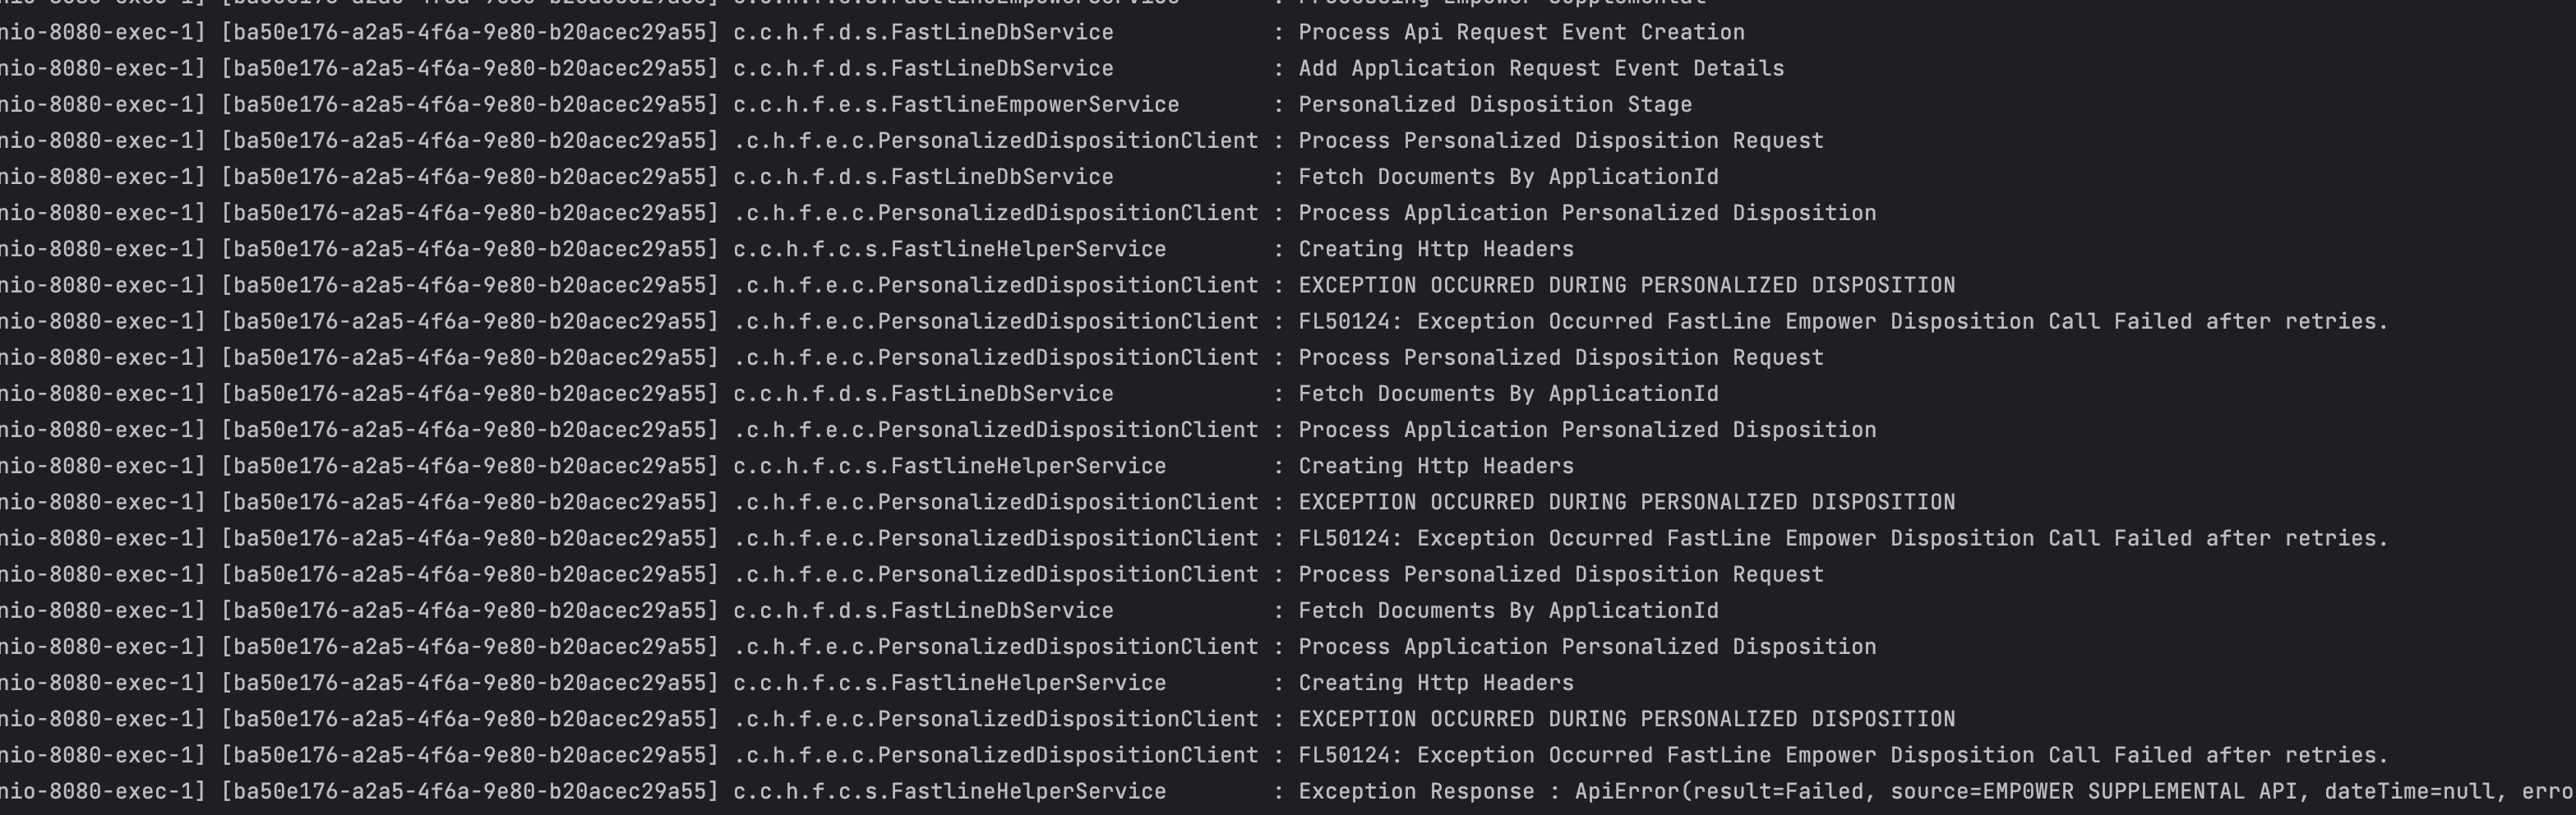 nio-8080-exec-1] [ba50e176-a2a5-4f6a-9e80-b20acec29a55] c.c.h.f.e.s.FastlineEmpowerService : Processing Empower Supplemental
nio-8080-exec-1] [ba50e176-a2a5-4f6a-9e80-b20acec29a55] c.c.h.f.d.s.FastLineDbService : Process Api Request Event Creation
nio-8080-exec-1] [ba50e176-a2a5-4f6a-9e80-b20acec29a55] c.c.h.f.d.s.FastLineDbService : Add Application Request Event Details
nio-8080-exec-1] [ba50e176-a2a5-4f6a-9e80-b20acec29a55] c.c.h.f.e.s.FastlineEmpowerService : Personalized Disposition Stage
nio-8080-exec-1] [ba50e176-a2a5-4f6a-9e80-b20acec29a55] .c.h.f.e.c.PersonalizedDispositionClient : Process Personalized Disposition Request
nio-8080-exec-1] [ba50e176-a2a5-4f6a-9e80-b20acec29a55] c.c.h.f.d.s.FastLineDbService : Fetch Documents By ApplicationId
nio-8080-exec-1] [ba50e176-a2a5-4f6a-9e80-b20acec29a55] .c.h.f.e.c.PersonalizedDispositionClient : Process Application Personalized Disposition
nio-8080-exec-1] [ba50e176-a2a5-4f6a-9e80-b20acec29a55] c.c.h.f.c.s.FastlineHelperService : Creating Http Headers
nio-8080-exec-1] [ba50e176-a2a5-4f6a-9e80-b20acec29a55] .c.h.f.e.c.PersonalizedDispositionClient : EXCEPTION OCCURRED DURING PERSONALIZED DISPOSITION
nio-8080-exec-1] [ba50e176-a2a5-4f6a-9e80-b20acec29a55] .c.h.f.e.c.PersonalizedDispositionClient : FL50124: Exception Occurred FastLine Empower Disposition Call Failed after retries.
nio-8080-exec-1] [ba50e176-a2a5-4f6a-9e80-b20acec29a55] .c.h.f.e.c.PersonalizedDispositionClient : Process Personalized Disposition Request
nio-8080-exec-1] [ba50e176-a2a5-4f6a-9e80-b20acec29a55] c.c.h.f.d.s.FastLineDbService : Fetch Documents By ApplicationId
nio-8080-exec-1] [ba50e176-a2a5-4f6a-9e80-b20acec29a55] .c.h.f.e.c.PersonalizedDispositionClient : Process Application Personalized Disposition
nio-8080-exec-1] [ba50e176-a2a5-4f6a-9e80-b20acec29a55] c.c.h.f.c.s.FastlineHelperService : Creating Http Headers
nio-8080-exec-1] [ba50e176-a2a5-4f6a-9e80-b20acec29a55] .c.h.f.e.c.PersonalizedDispositionClient : EXCEPTION OCCURRED DURING PERSONALIZED DISPOSITION
nio-8080-exec-1] [ba50e176-a2a5-4f6a-9e80-b20acec29a55] .c.h.f.e.c.PersonalizedDispositionClient : FL50124: Exception Occurred FastLine Empower Disposition Call Failed after retries.
nio-8080-exec-1] [ba50e176-a2a5-4f6a-9e80-b20acec29a55] .c.h.f.e.c.PersonalizedDispositionClient : Process Personalized Disposition Request
nio-8080-exec-1] [ba50e176-a2a5-4f6a-9e80-b20acec29a55] c.c.h.f.d.s.FastLineDbService : Fetch Documents By ApplicationId
nio-8080-exec-1] [ba50e176-a2a5-4f6a-9e80-b20acec29a55] .c.h.f.e.c.PersonalizedDispositionClient : Process Application Personalized Disposition
nio-8080-exec-1] [ba50e176-a2a5-4f6a-9e80-b20acec29a55] c.c.h.f.c.s.FastlineHelperService : Creating Http Headers
nio-8080-exec-1] [ba50e176-a2a5-4f6a-9e80-b20acec29a55] .c.h.f.e.c.PersonalizedDispositionClient : EXCEPTION OCCURRED DURING PERSONALIZED DISPOSITION
nio-8080-exec-1] [ba50e176-a2a5-4f6a-9e80-b20acec29a55] .c.h.f.e.c.PersonalizedDispositionClient : FL50124: Exception Occurred FastLine Empower Disposition Call Failed after retries.
nio-8080-exec-1] [ba50e176-a2a5-4f6a-9e80-b20acec29a55] c.c.h.f.c.s.FastlineHelperService : Exception Response : ApiError(result=Failed, source=EMP0WER SUPPLEMENTAL API, dateTime=null, erro